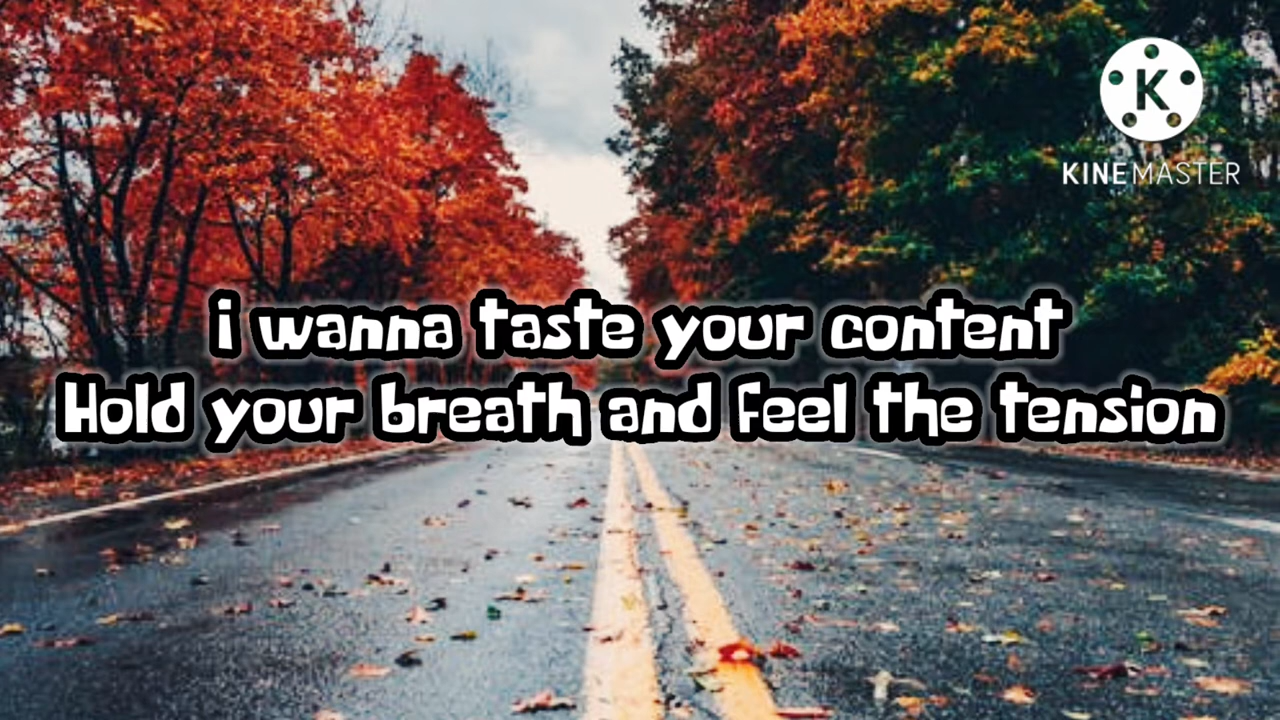 K
KINEMASTER
i wanna taste your content
Hold your breath and feel the tension